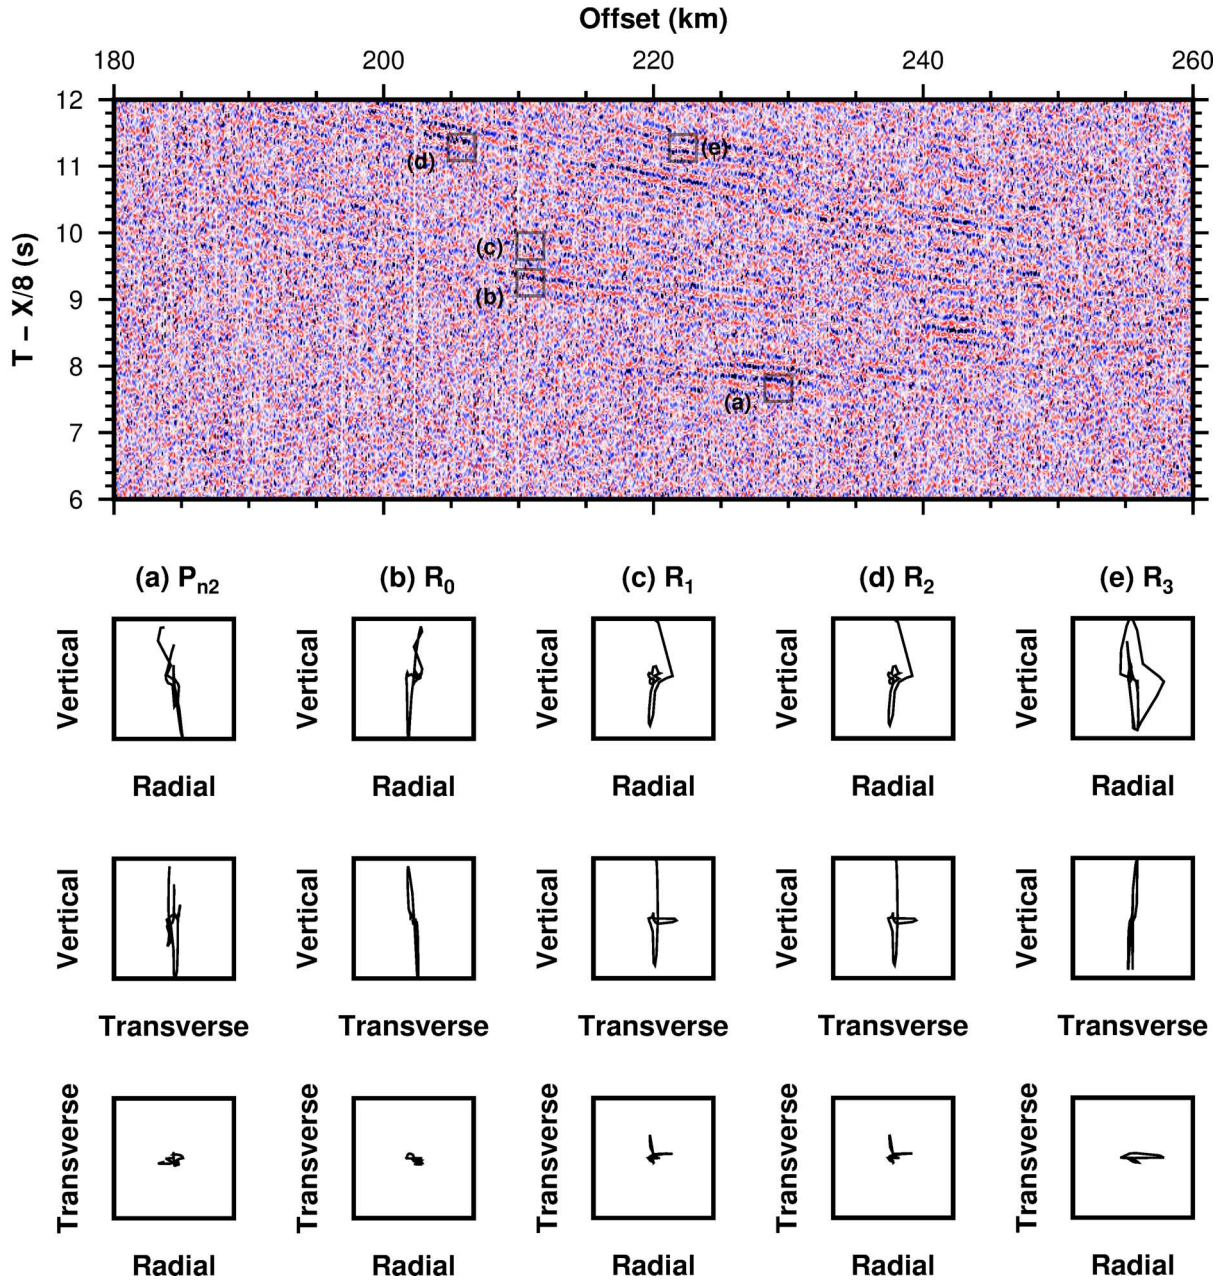 Offset (km)
180 200 220 240 260
T – X/8 (s)
12
11
10
9
8
7
6
(d)
(e)
(c)
(b)
(a)
(a) Pn2 (b) R0 (c) R1 (d) R2 (e) R3
Vertical Vertical Vertical Vertical Vertical
Radial Radial Radial Radial Radial
Vertical Vertical Vertical Vertical Vertical
Transverse Transverse Transverse Transverse Transverse
Transverse Transverse Transverse Transverse Transverse
Radial Radial Radial Radial Radial